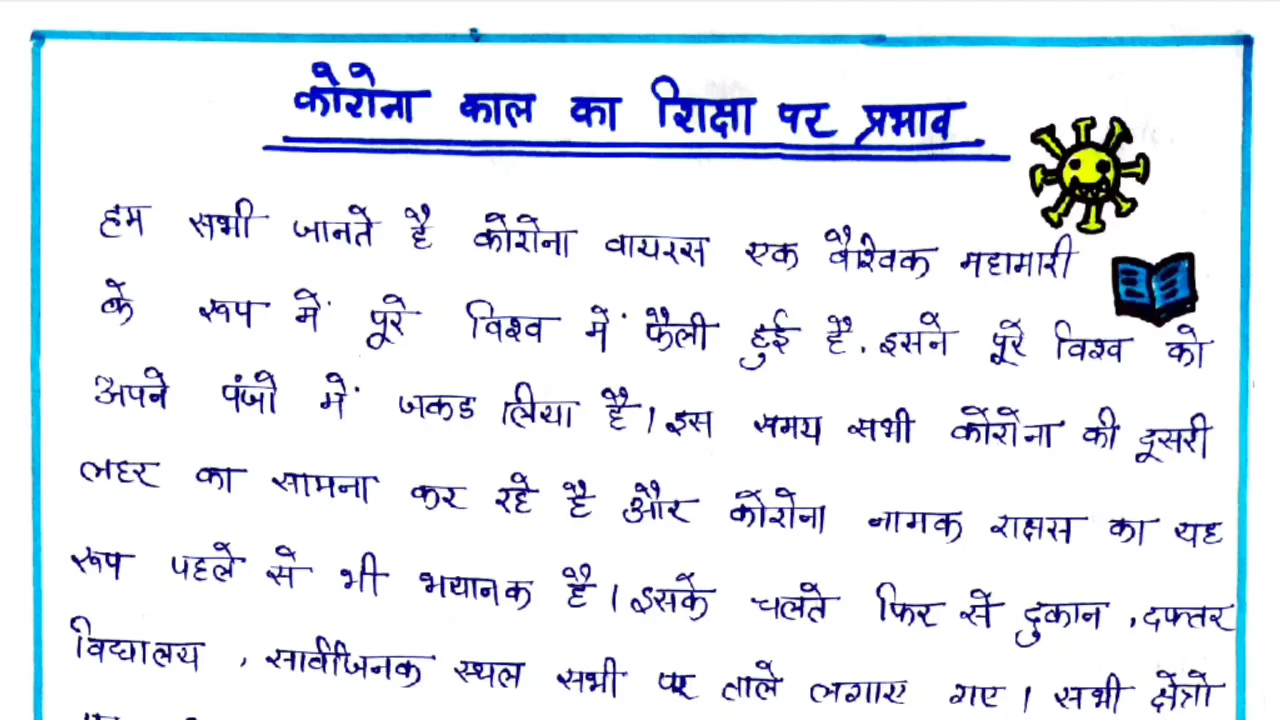 कोरोना काल का शिक्षा पर प्रभाव
हम सभी जानते है कोरोना वायरस एक वैश्विक महामारी
के रूप में पूरे विश्व में फैली हुई है. इसने पूरे विश्व को
अपने पंजो में जकड लिया है। इस समय सभी कोरोना की दूसरी
लहर का सामना कर रहे है और कोरोना नामक राक्षस का यह
रूप पहले से भी भयानक है। इसके चलते फिर से दुकान, दफ्तर
विद्यालय, सार्वजनिक स्थल सभी पर ताले लगाए गए। सभी क्षेत्रो